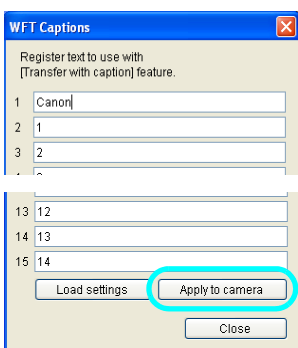 WFT Captions
Register text to use with
[Transfer with caption] feature.
1 Canon
2 1
3 2
13 12
14 13
15 14
Load settings Apply to camera
Close